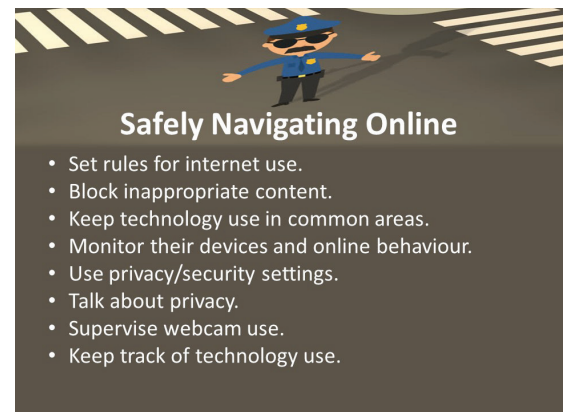 Safely Navigating Online
• Set rules for internet use.
• Block inappropriate content.
• Keep technology use in common areas.
• Monitor their devices and online behaviour.
• Use privacy/security settings.
• Talk about privacy.
• Supervise webcam use.
• Keep track of technology use.